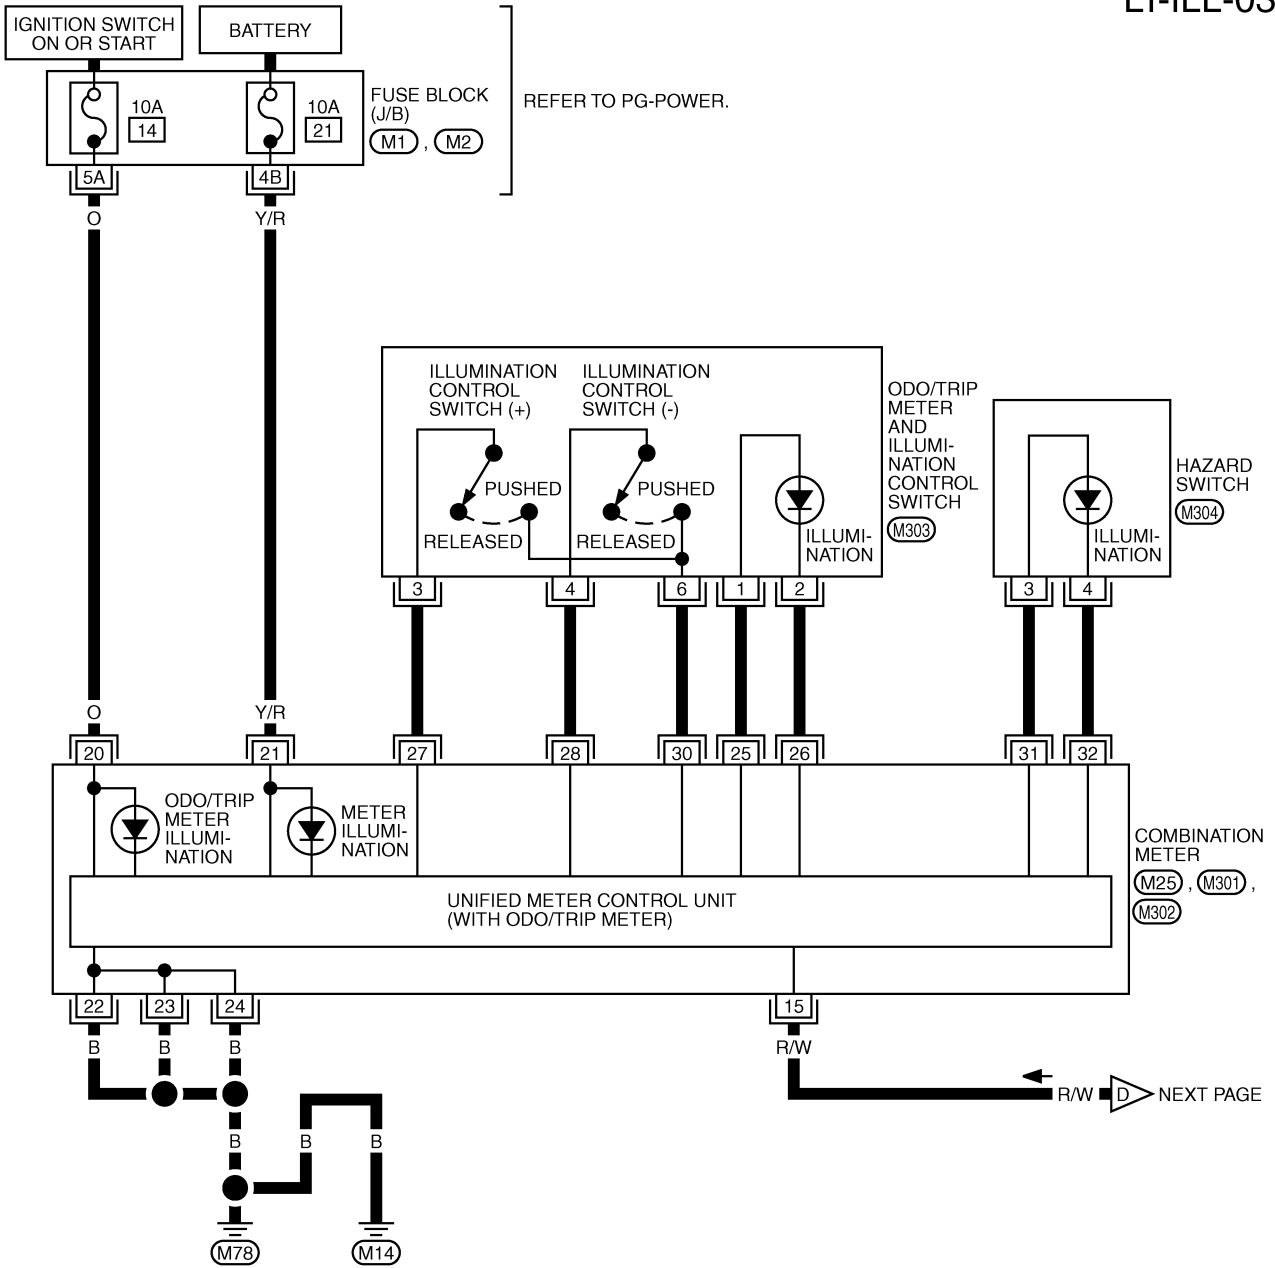 IGNITION SWITCH
ON OR START
BATTERY
10A
14
10A
21
FUSE BLOCK
(J/B)
M1 , M2
REFER TO PG-POWER.
5A
4B
O
Y/R
ILLUMINATION
CONTROL
SWITCH (+)
ILLUMINATION
CONTROL
SWITCH (-)
PUSHED
RELEASED
PUSHED
RELEASED
ILLUMI-
NATION
ODO/TRIP
METER
AND
ILLUMI-
NATION
CONTROL
SWITCH
M303
ILLUMI-
NATION
HAZARD
SWITCH
M304
3 4 6 1 2 3 4
O
Y/R
20 21 27 28 30 25 26 31 32
ODO/TRIP
METER
ILLUMI-
NATION
METER
ILLUMI-
NATION
UNIFIED METER CONTROL UNIT
(WITH ODO/TRIP METER)
COMBINATION
METER
M25 , M301 ,
M302
22 23 24 15
B B B R/W
R/W D NEXT PAGE
B B B
M78 M14